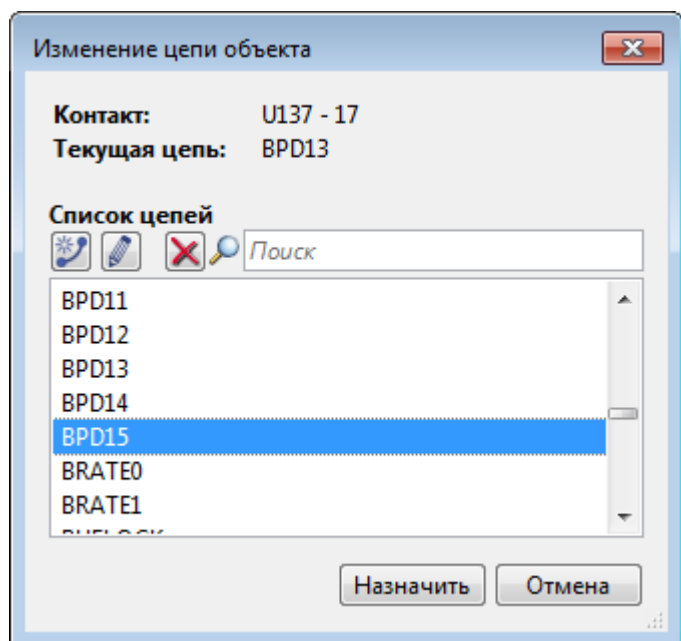 Изменение цепи объекта
Контакт: U137 - 17
Текущая цепь: BPD13
Список цепей
Поиск
BPD11
BPD12
BPD13
BPD14
BPD15
BRATE0
BRATE1
Назначить Отмена